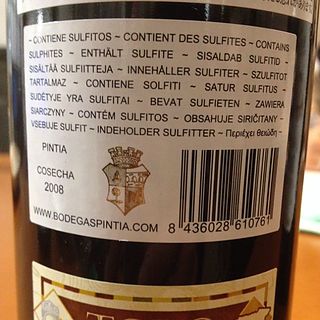 ~ CONTIENE SULFITOS ~ CONTIENT DES SULFITES ~ CONTAINS
SULPHITES ~ ENTHÄLT SULFITE ~ SISALDAB SULFITID ~
SISÄLTÄÄ SULFIITTEJA ~ INNEHÅLLER SULFITER ~ SZULFITOT
TARTALMAZ ~ CONTIENE SOLFITI ~ SATUR SULFITUS ~
SUDĖTYJE YRA SULFITAI ~ BEVAT SULFIETEN ~ ZAWIERA
SIARCZYNY ~ CONTÉM SULFITOS ~ OBSAHUJE SIRIČITANY ~
VSEBUJE SULFIT ~ INDEHOLDER SULFITTER ~ Περιέχει θειώδη ~
PINTIA
COSECHA
2008
WWW.BODEGASPINTIA.COM
8 436028 610761
TORO